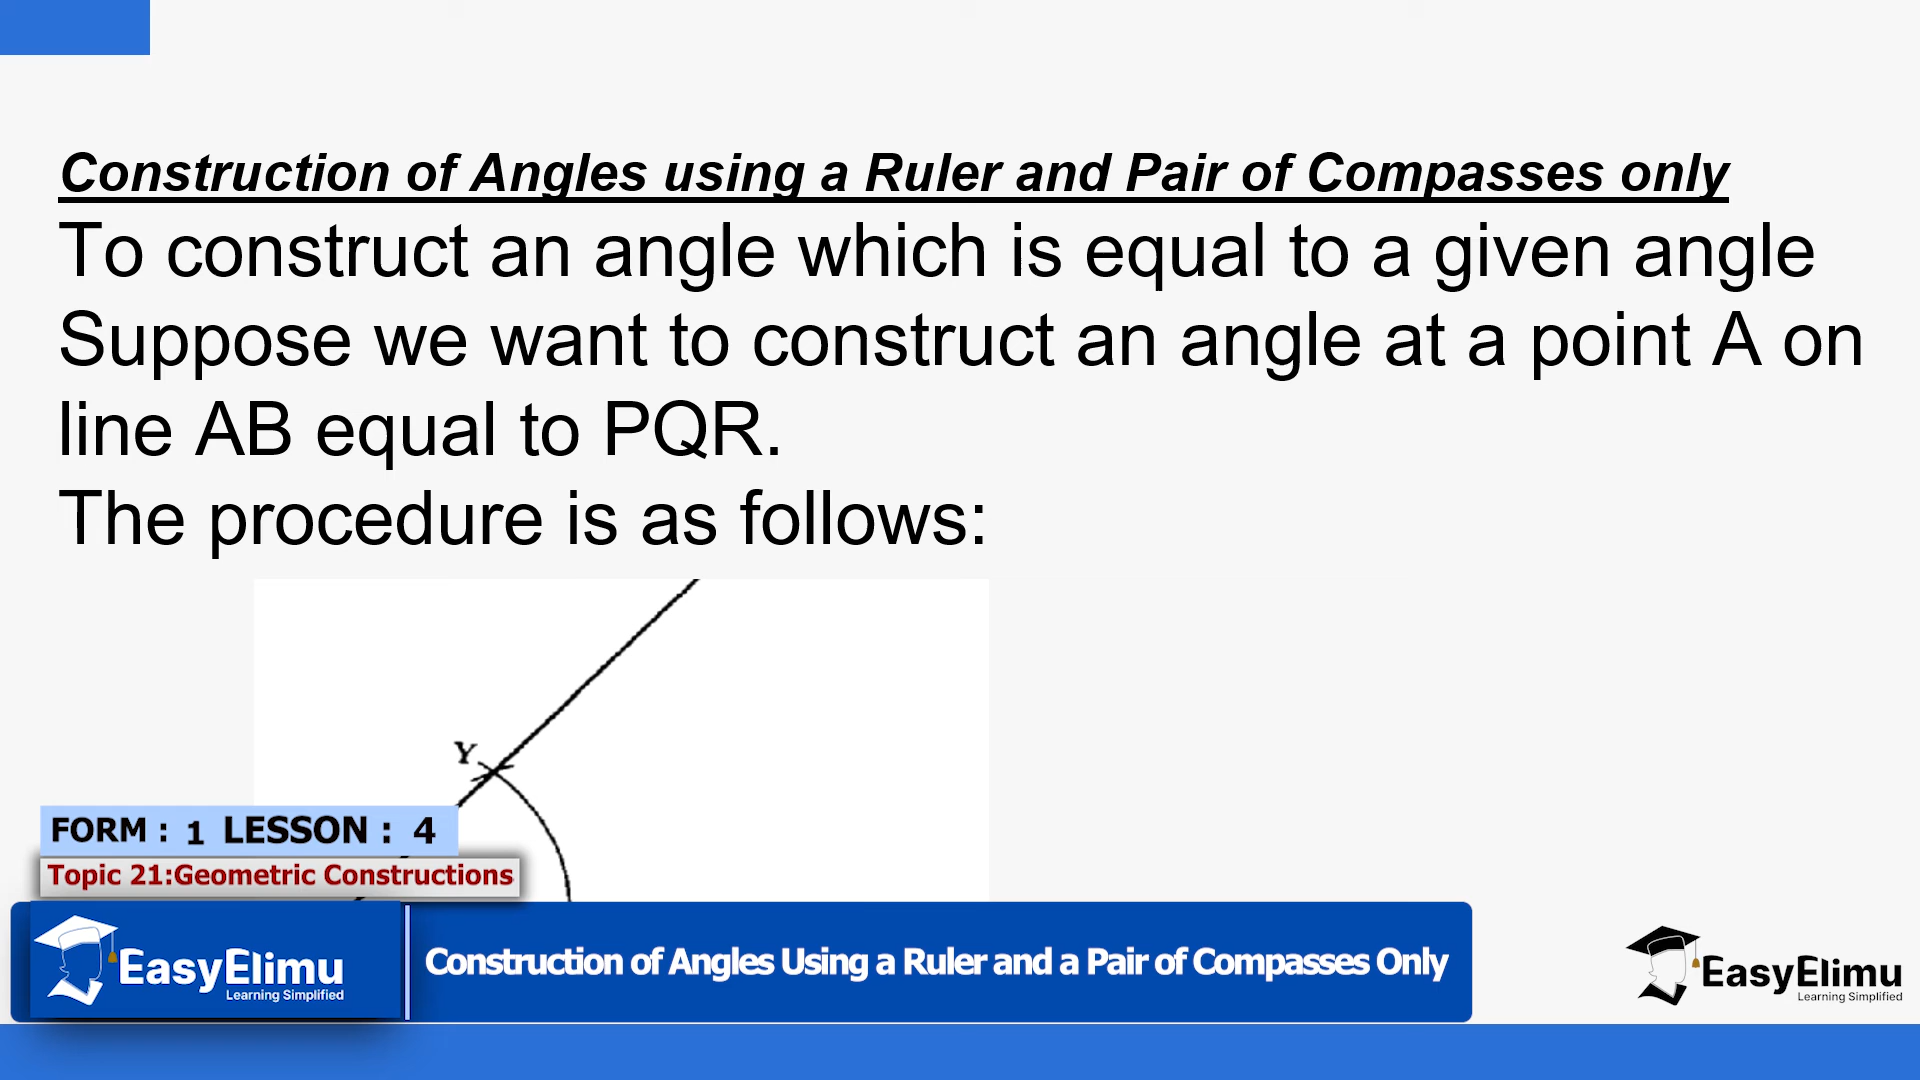 Construction of Angles using a Ruler and Pair of Compasses only
To construct an angle which is equal to a given angle
Suppose we want to construct an angle at a point A on
line AB equal to PQR.
The procedure is as follows:
Y
FORM : 1 LESSON : 4
Topic 21:Geometric Constructions
EasyElimu
Learning Simplified
Construction of Angles Using a Ruler and a Pair of Compasses Only
EasyElimu
Learning Simplified